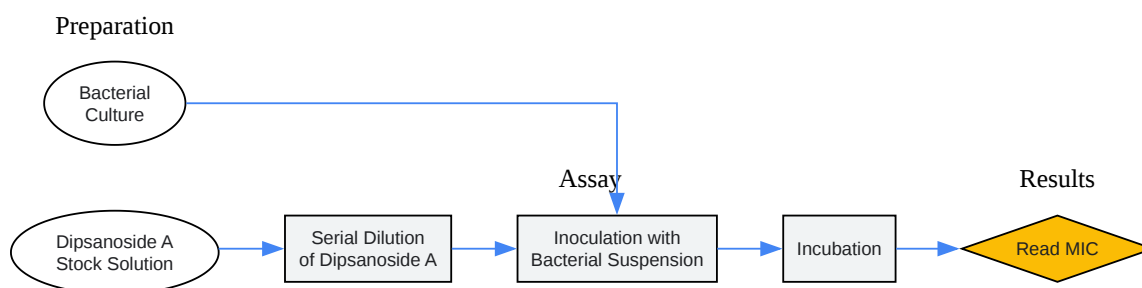 Preparation
Bacterial
Culture
Assay
Results
Dipsanoside A
Stock Solution
Serial Dilution
of Dipsanoside A
Inoculation with
Bacterial Suspension
Incubation
Read MIC